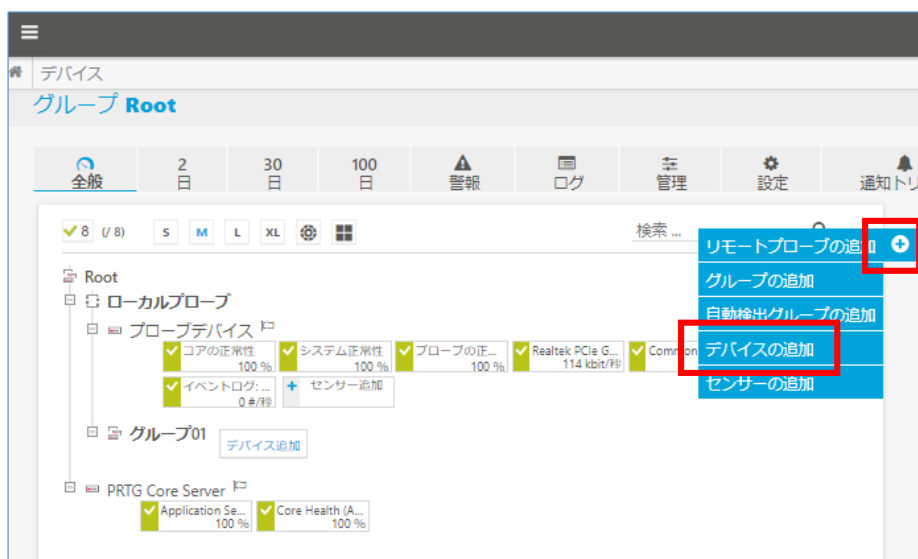 デバイス
グループ Root
全般
2
日
30
日
100
日
警報
ログ
管理
設定
通知トリ
8 (/ 8) S M L XL 検索 ...
リモートプローブの追加
グループの追加
自動検出グループの追加
デバイスの追加
センサーの追加
Root
ローカルプローブ
プローブデバイス
コアの正常性
100 %
システム正常性
100 %
プローブの正...
100 %
Realtek PCIe G...
114 kbit/秒
Common
イベントログ: ...
0 #/秒
センサー追加
グループ01
デバイス追加
PRTG Core Server
Application Se...
100 %
Core Health (A...
100 %